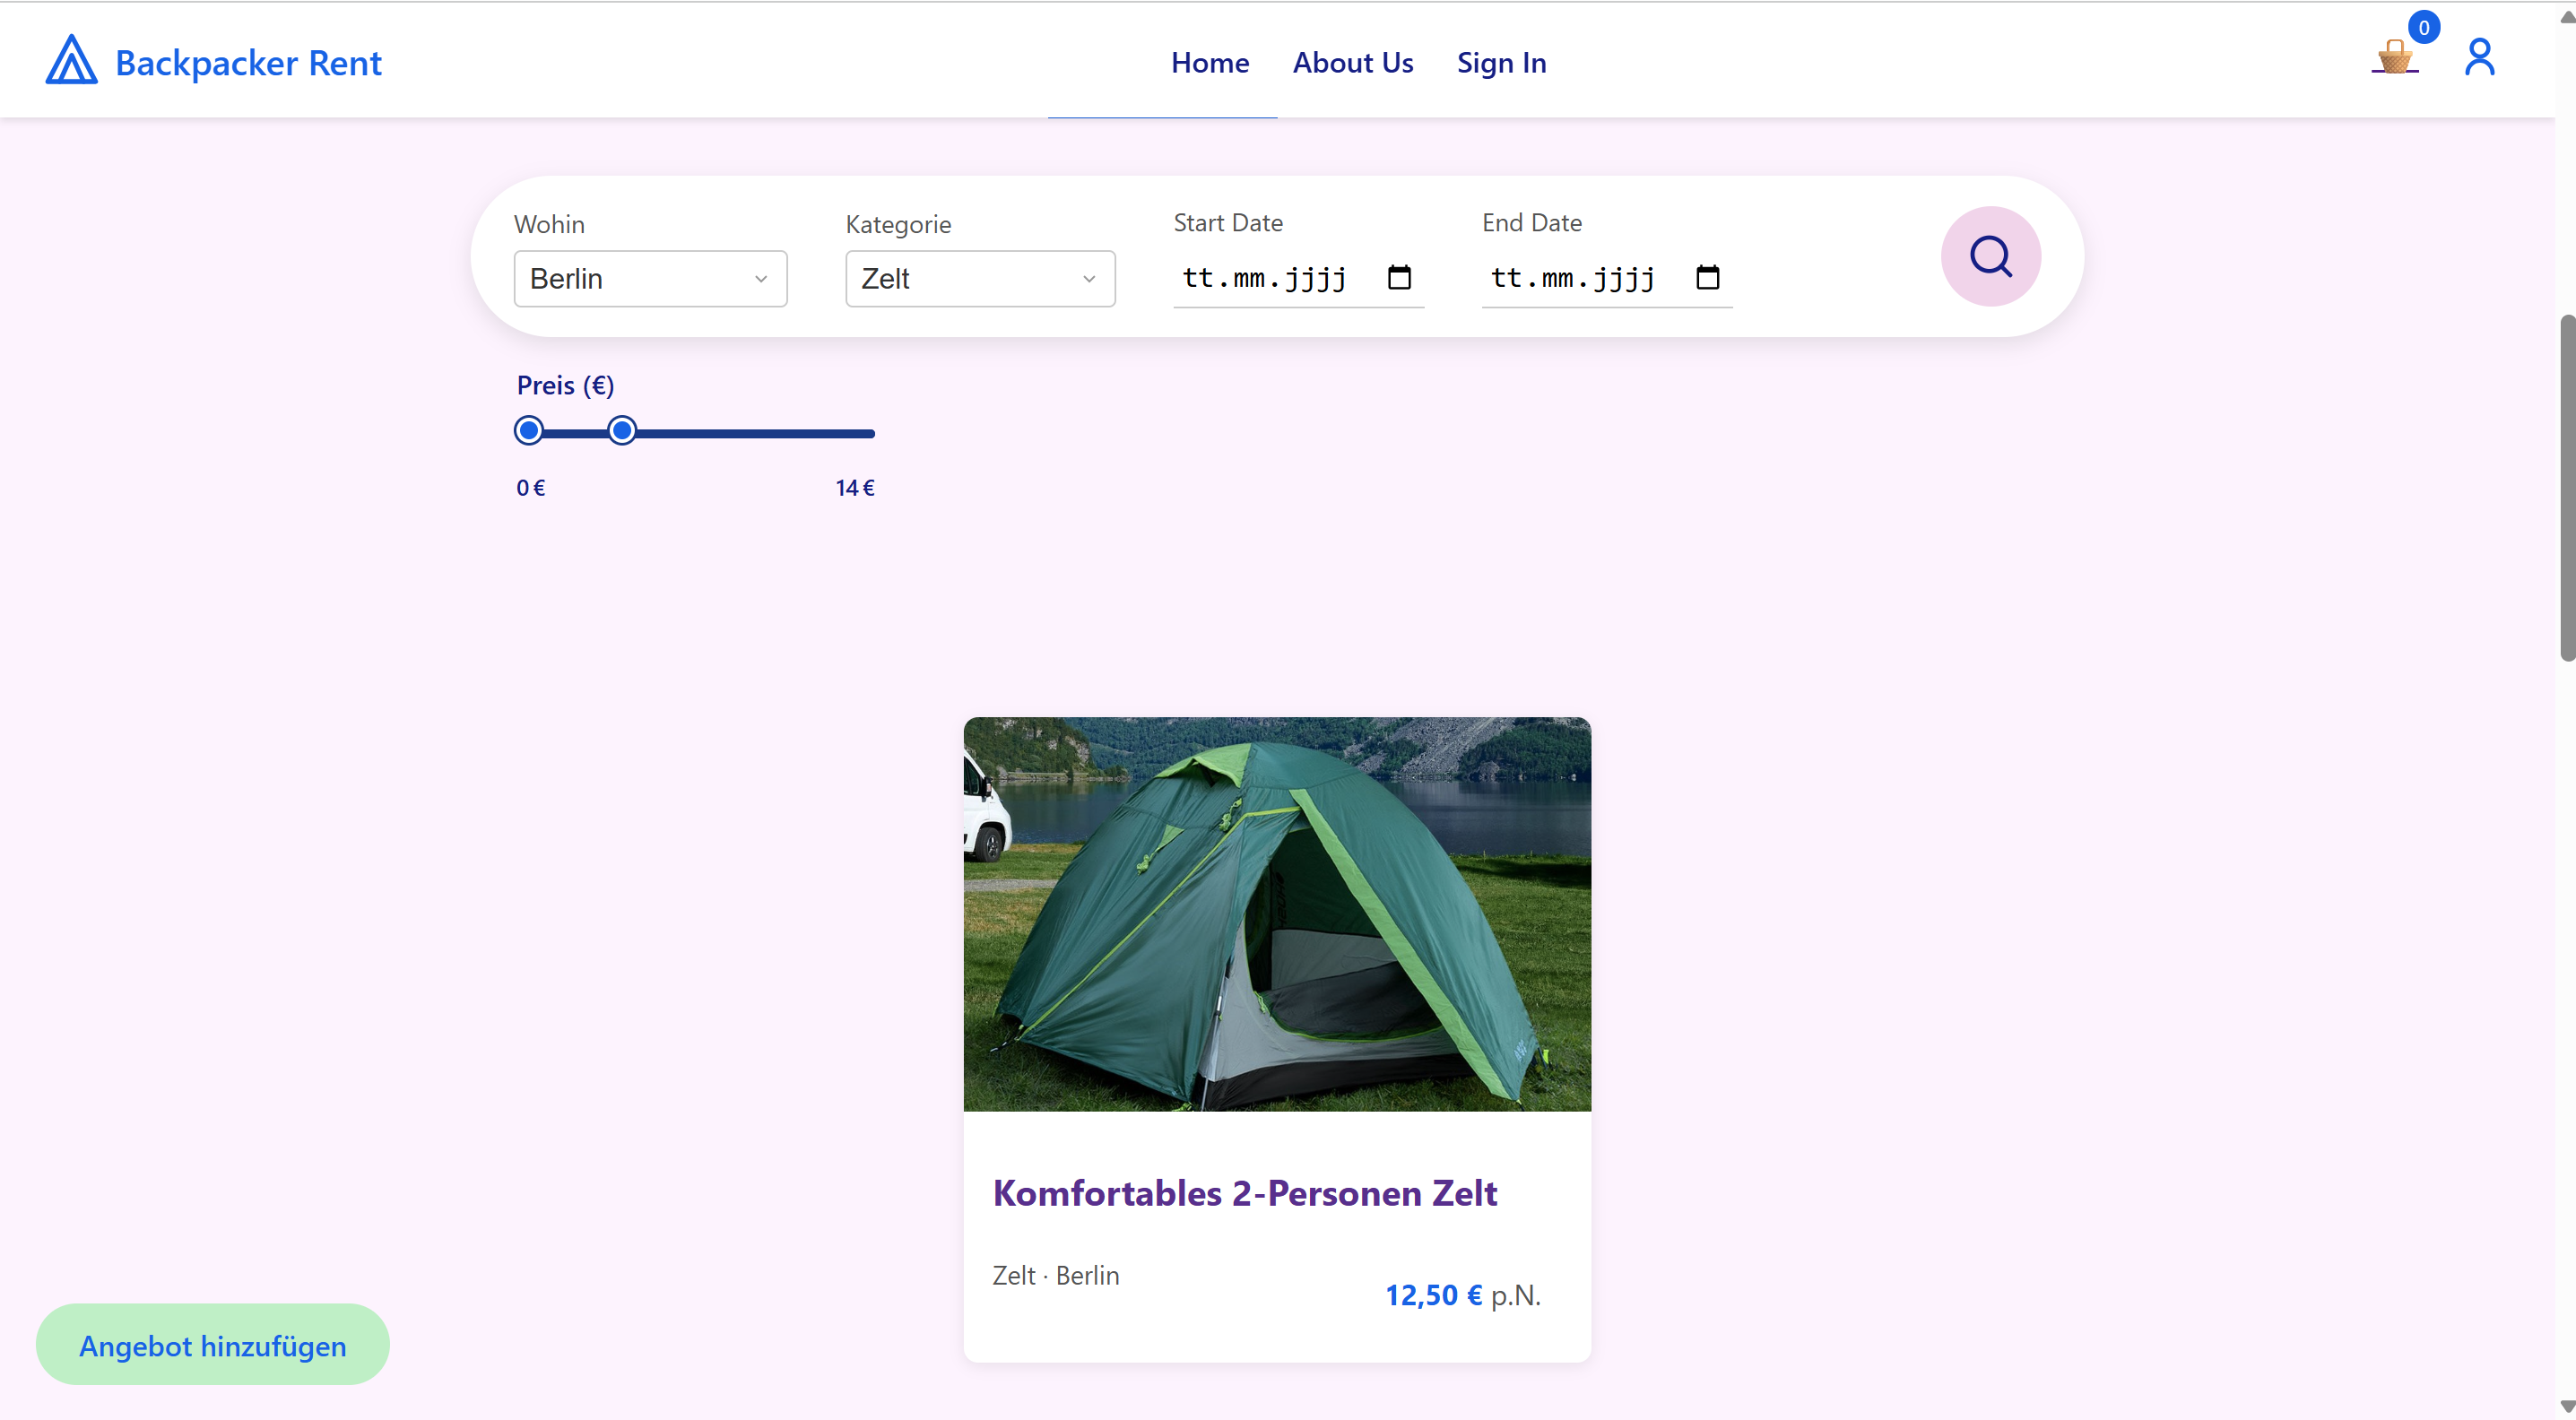 Backpacker Rent
Home About Us Sign In
0
Wohin Kategorie Start Date End Date
Berlin Zelt tt.mm.jjjj tt.mm.jjjj
Preis (€)
0 € 14 €
Komfortables 2-Personen Zelt
Zelt · Berlin
12,50 € p.N.
Angebot hinzufügen